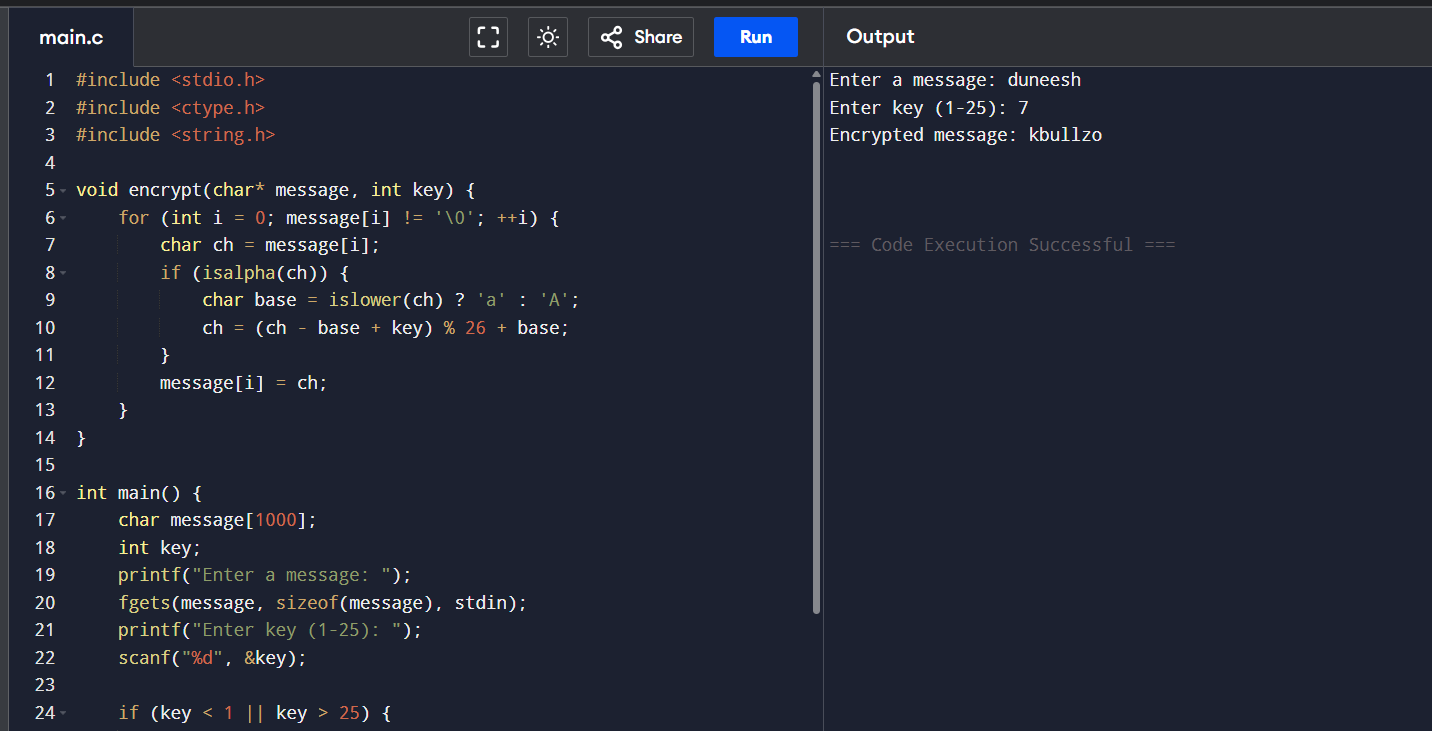 main.c
Share
Run
Output
1 #include <stdio.h>
2 #include <ctype.h>
3 #include <string.h>
4
5 void encrypt(char* message, int key) {
6     for (int i = 0; message[i] != '\0'; ++i) {
7         char ch = message[i];
8         if (isalpha(ch)) {
9             char base = islower(ch) ? 'a' : 'A';
10             ch = (ch - base + key) % 26 + base;
11         }
12         message[i] = ch;
13     }
14 }
15
16 int main() {
17     char message[1000];
18     int key;
19     printf("Enter a message: ");
20     fgets(message, sizeof(message), stdin);
21     printf("Enter key (1-25): ");
22     scanf("%d", &key);
23
24     if (key < 1 || key > 25) {
Enter a message: duneesh
Enter key (1-25): 7
Encrypted message: kbullzo
=== Code Execution Successful ===